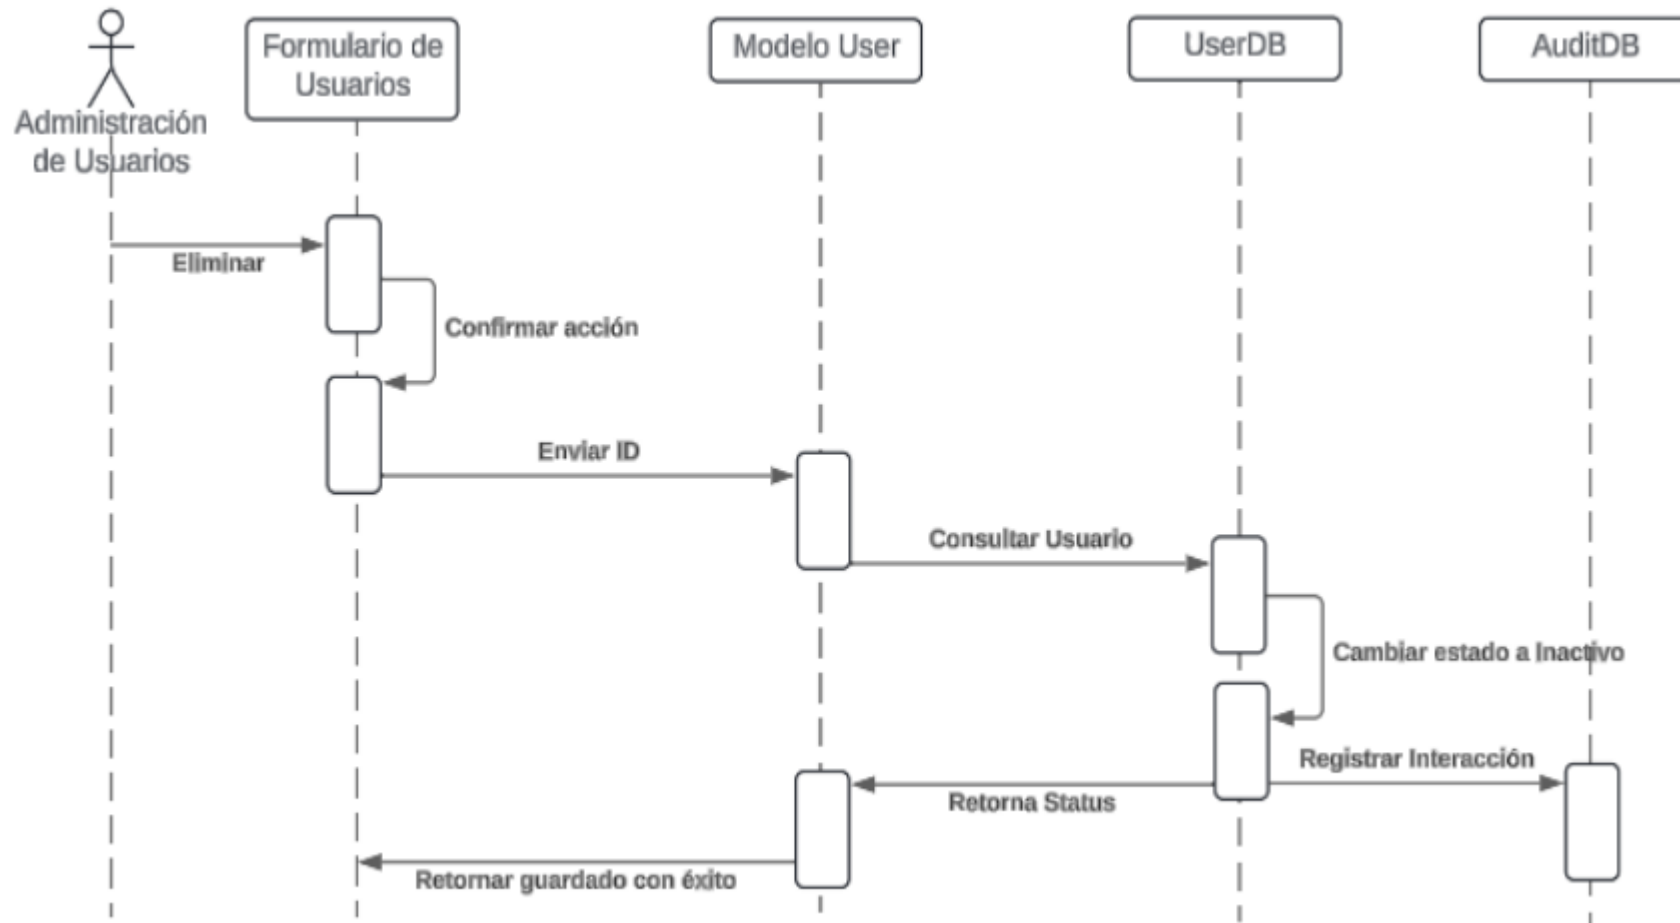 Administración
de Usuarios
Formulario de
Usuarios
Modelo User
UserDB
AuditDB
Eliminar
Confirmar acción
Enviar ID
Consultar Usuario
Cambiar estado a Inactivo
Registrar Interacción
Retorna Status
Retornar guardado con éxito